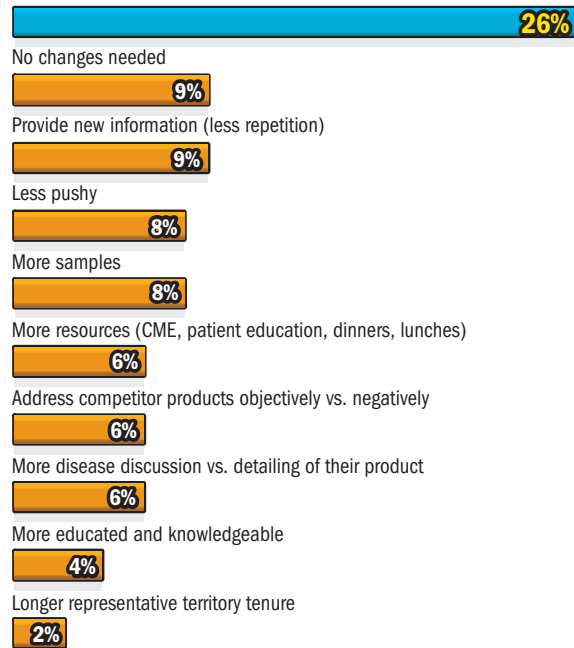 26%
No changes needed
9%
Provide new information (less repetition)
9%
Less pushy
8%
More samples
8%
More resources (CME, patient education, dinners, lunches)
6%
Address competitor products objectively vs. negatively
6%
More disease discussion vs. detailing of their product
6%
More educated and knowledgeable
4%
Longer representative territory tenure
2%